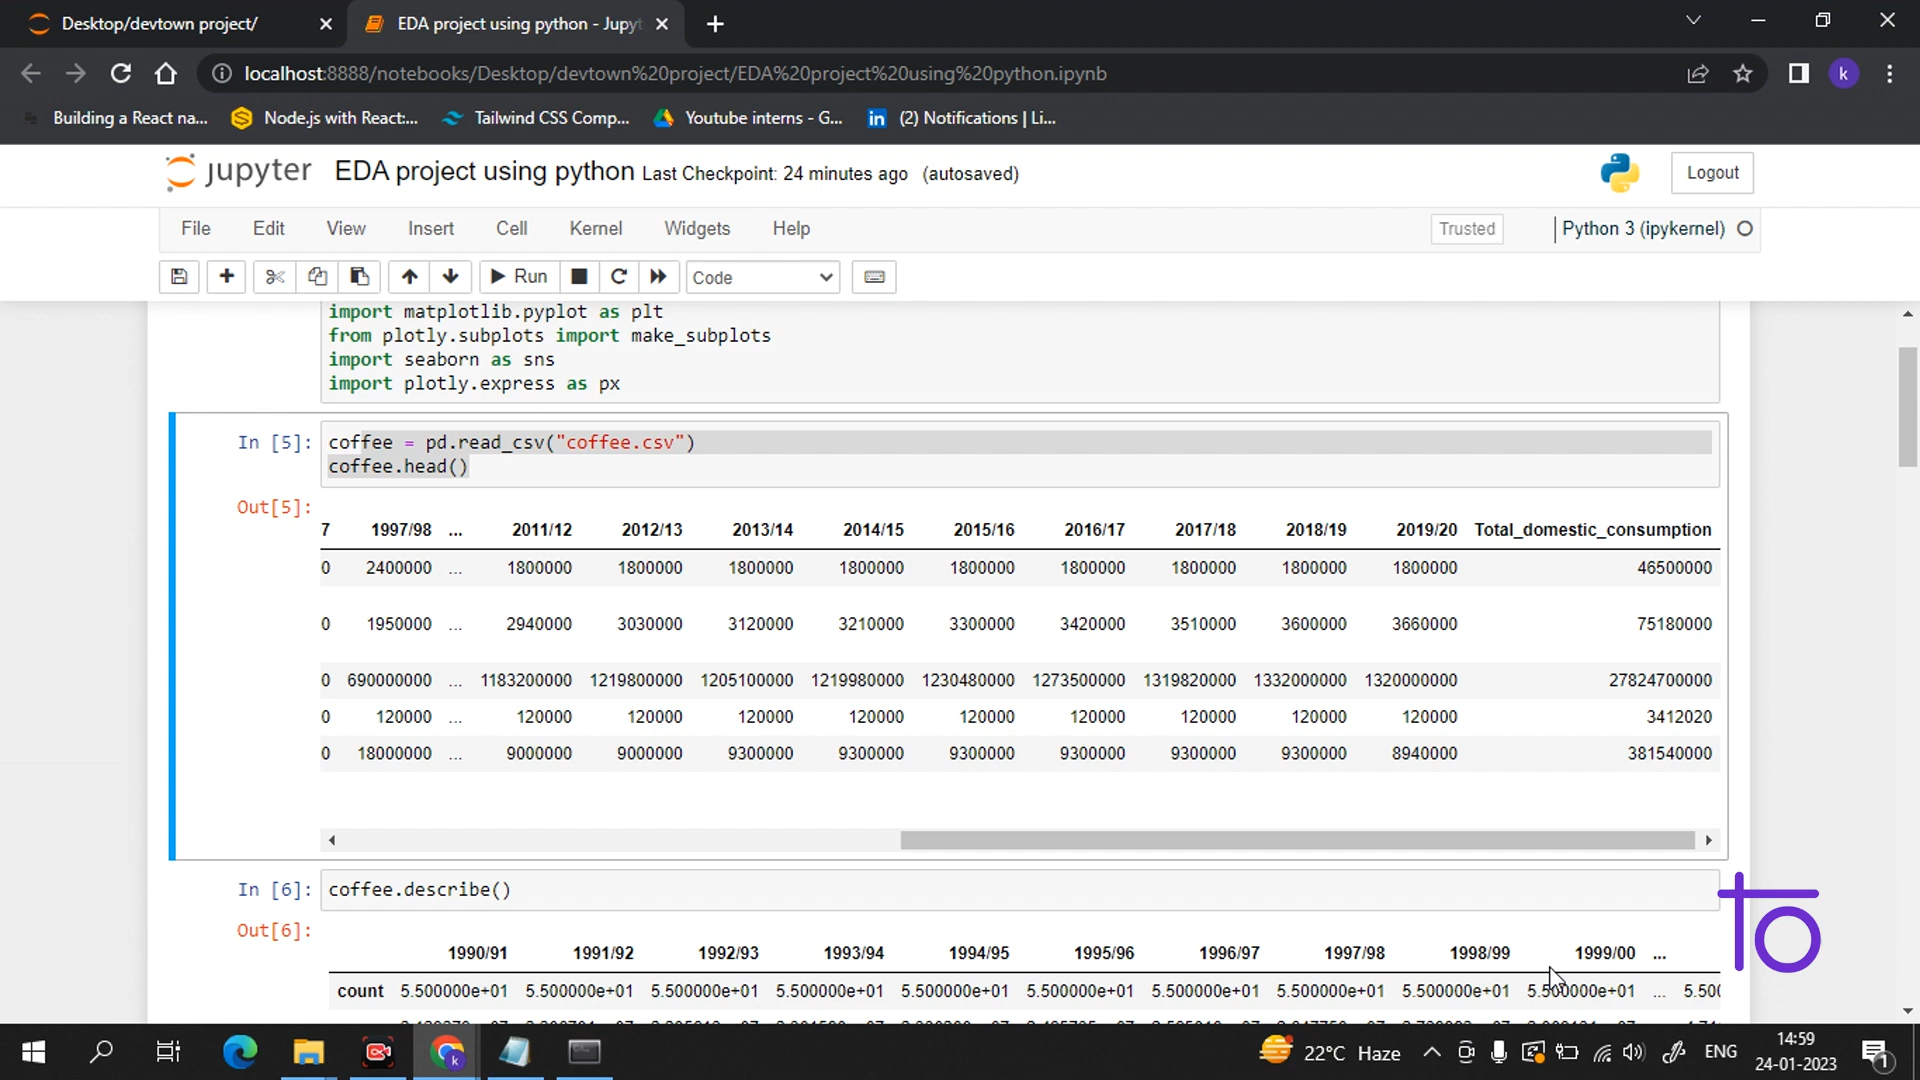 Desktop/devtown project/
EDA project using python - Jupyt
localhost:8888/notebooks/Desktop/devtown%20project/EDA%20project%20using%20python.ipynb
k
Building a React na...
Node.js with React:...
Tailwind CSS Comp...
Youtube interns - G...
in
(2) Notifications | Li...
jupyter EDA project using python Last Checkpoint: 24 minutes ago (autosaved)
Logout
File Edit View Insert Cell Kernel Widgets Help
Trusted
Python 3 (ipykernel)
Run
Code
import matplotlib.pyplot as plt
from plotly.subplots import make_subplots
import seaborn as sns
import plotly.express as px
In [5]: coffee = pd.read_csv("coffee.csv")
coffee.head()
Out[5]:
7 1997/98 ... 2011/12 2012/13 2013/14 2014/15 2015/16 2016/17 2017/18 2018/19 2019/20 Total_domestic_consumption
0 2400000 ... 1800000 1800000 1800000 1800000 1800000 1800000 1800000 1800000 1800000 46500000
0 1950000 ... 2940000 3030000 3120000 3210000 3300000 3420000 3510000 3600000 3660000 75180000
0 690000000 ... 1183200000 1219800000 1205100000 1219980000 1230480000 1273500000 1319820000 1332000000 1320000000 27824700000
0 120000 ... 120000 120000 120000 120000 120000 120000 120000 120000 120000 3412020
0 18000000 ... 9000000 9000000 9300000 9300000 9300000 9300000 9300000 9300000 8940000 381540000
In [6]: coffee.describe()
Out[6]:
1990/91 1991/92 1992/93 1993/94 1994/95 1995/96 1996/97 1997/98 1998/99 1999/00 ...
count 5.500000e+01 5.500000e+01 5.500000e+01 5.500000e+01 5.500000e+01 5.500000e+01 5.500000e+01 5.500000e+01 5.500000e+01 5.500000e+01 ... 5.500
22°C Haze
ENG
14:59
24-01-2023
1